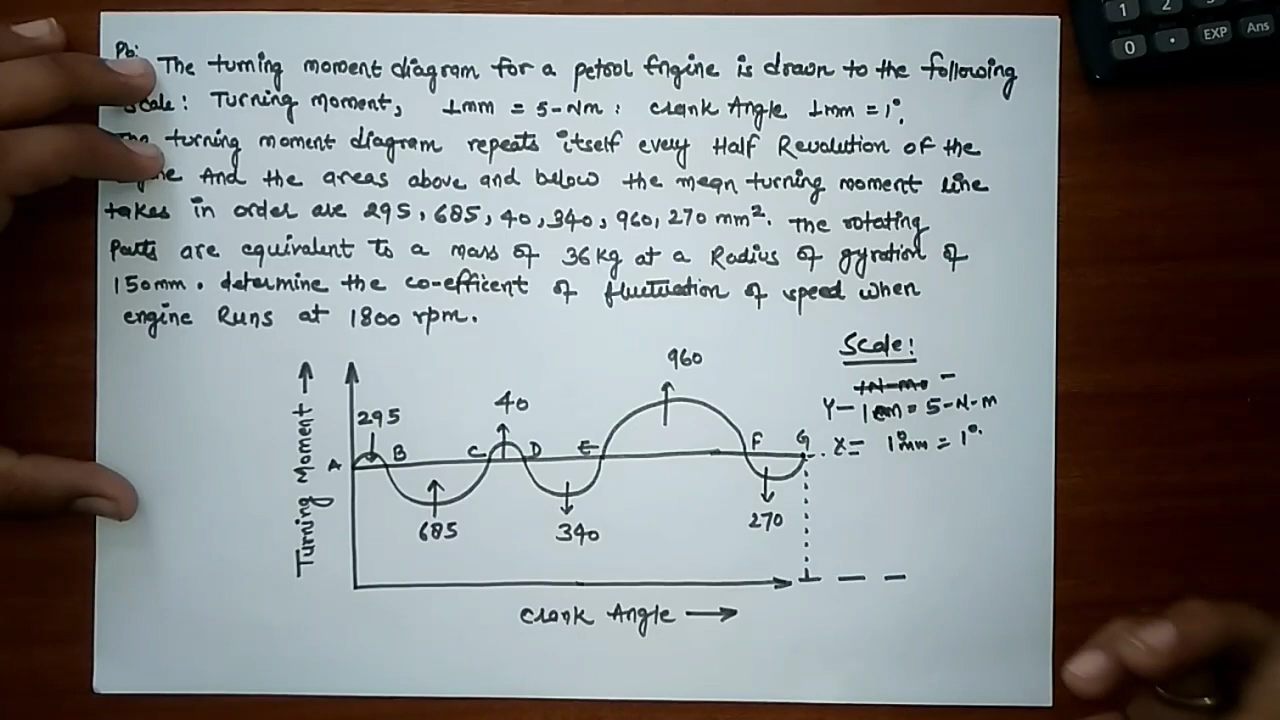 Pb:
The turning moment diagram for a petrol Engine is drawn to the following
Scale: Turning Moment, 1mm = 5-Nm: Crank Angle 1mm = 1°.
turning moment diagram repeats itself every Half Revolution of the
And the areas above and below the mean turning moment line
takes in order are 295, 685, 40, 340, 960, 270 mm². The rotating
Parts are equivalent to a mass of 36 kg at a Radius of gyration of
150mm. determine the co-efficent of fluctuation of speed when
engine Runs at 1800 rpm.
Scale:
Y- 1 = 5-N-m
X= 1mm = 1°.
Turning Moment →
960
295
40
A B C D E F G
685
340
270
Crank Angle →
1 2
0 . EXP Ans